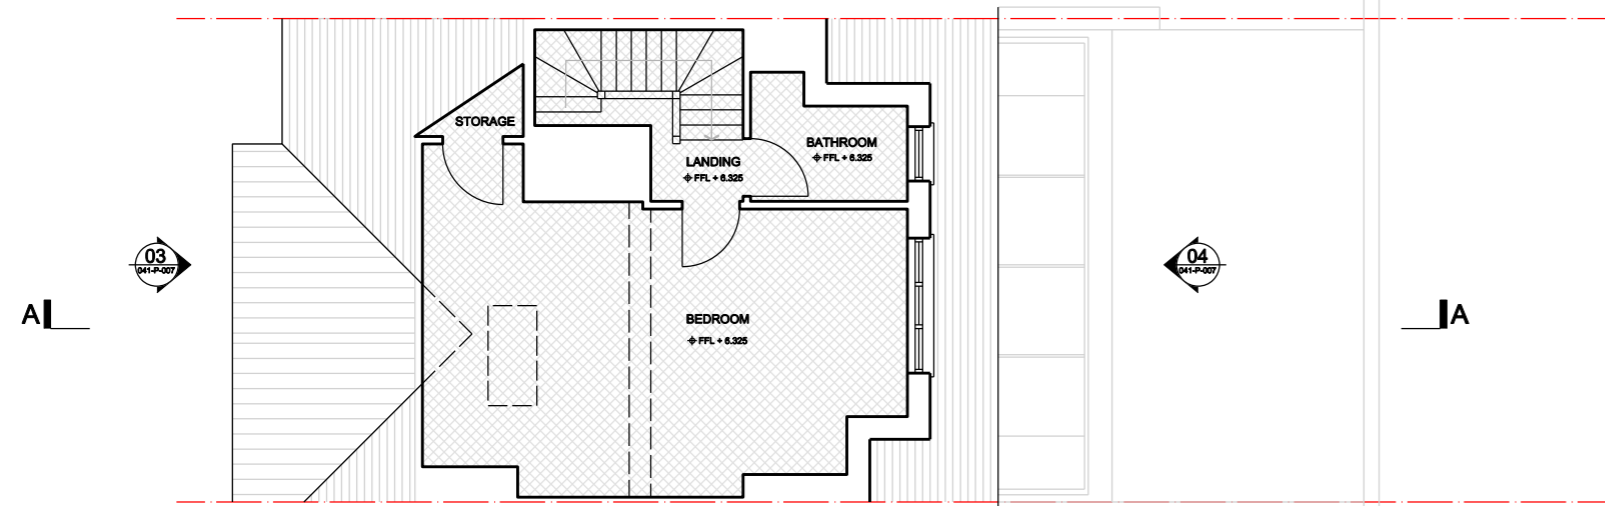 STORAGE
BATHROOM
FFL + 6.325
LANDING
FFL + 6.325
03
041-P-007
04
041-P-007
A
A
BEDROOM
FFL + 6.325